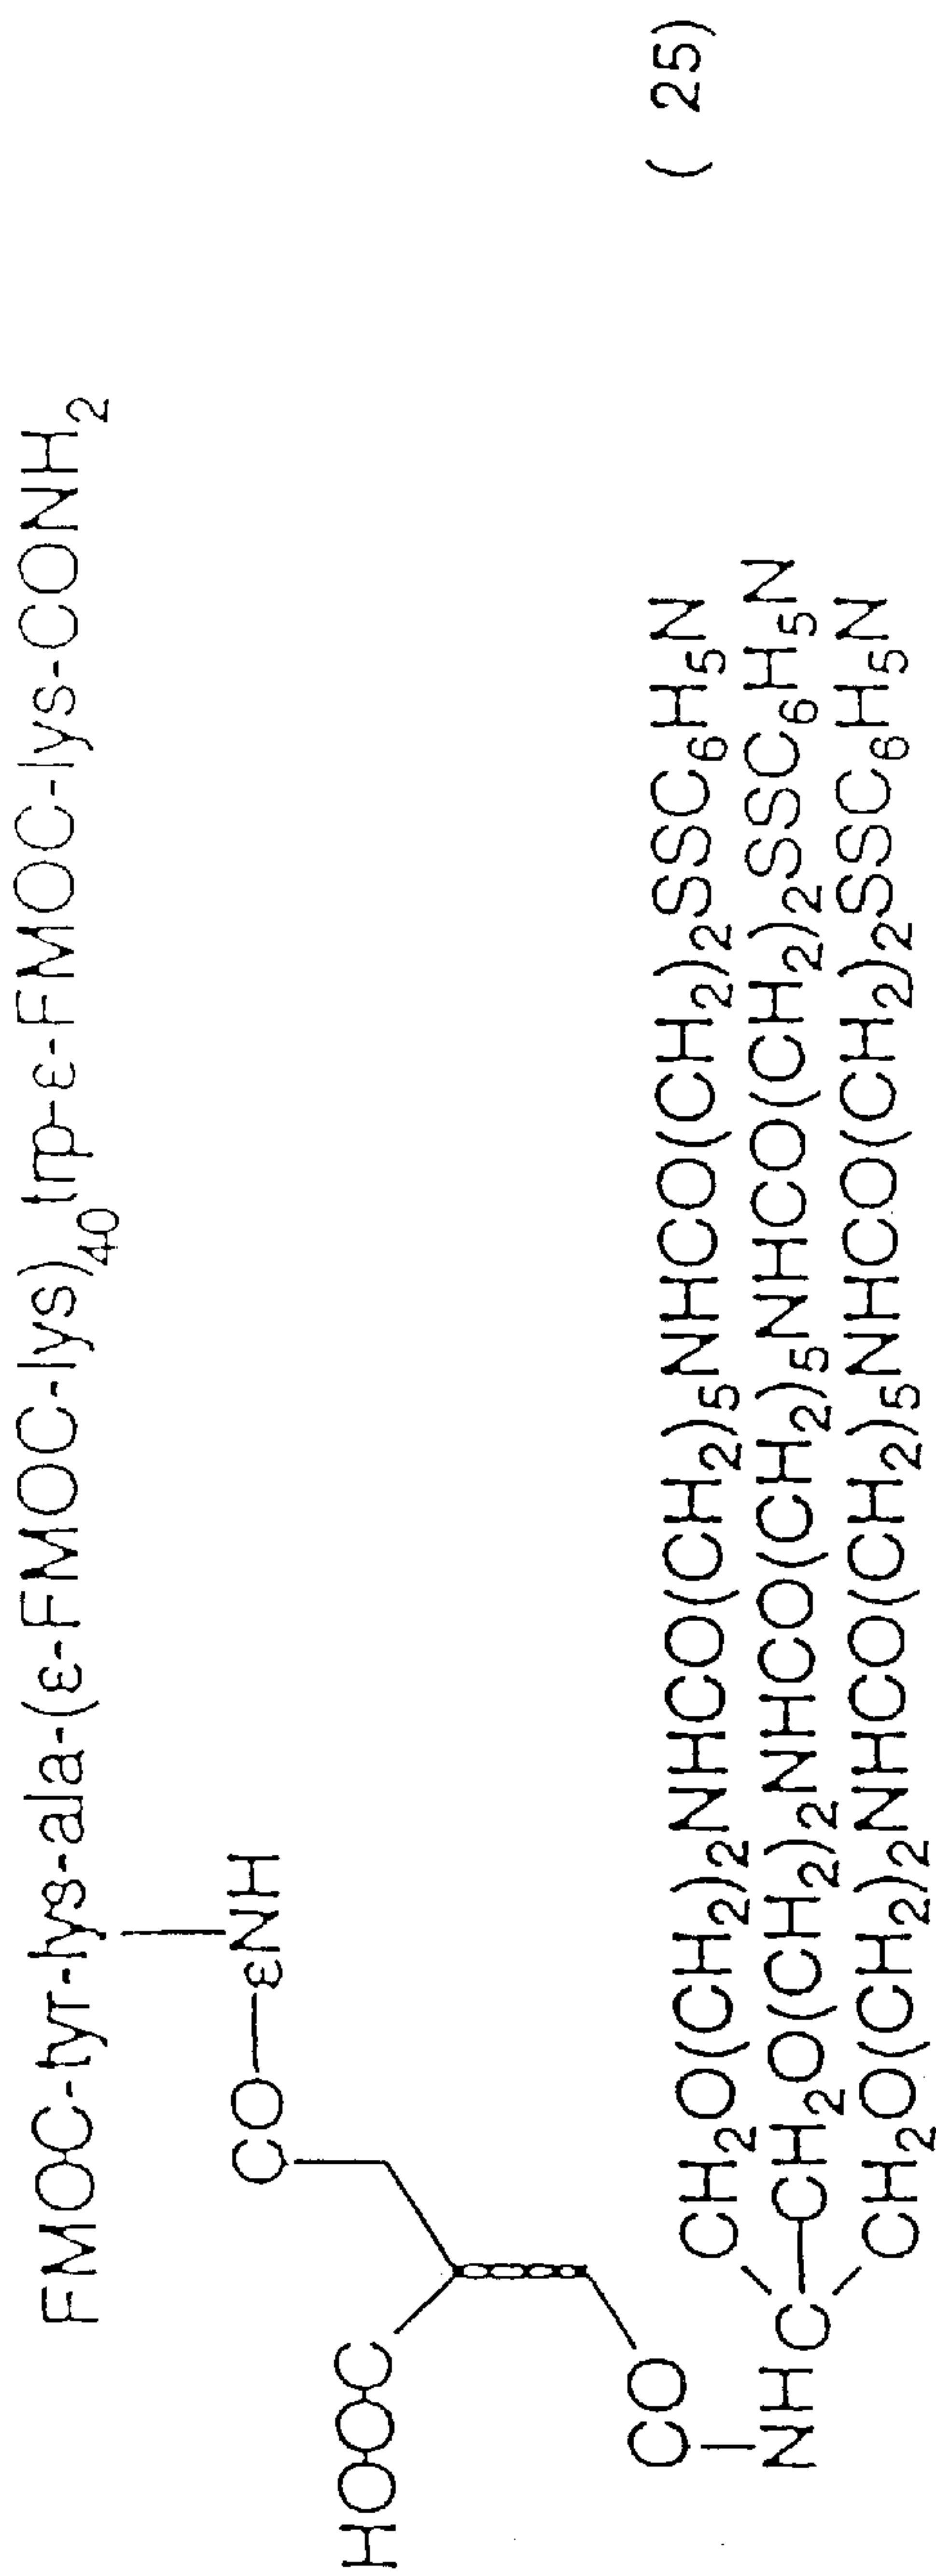 FMOC-tyr-lys-ala-(ε-FMOC-lys)₄₀trp-ε-FMOC-lys-CONH₂
CO—εNH
HOOC
CO
NH
CH₂O(CH₂)₂NHCO(CH₂)₅NHCO(CH₂)₂SSC₆H₅N
C—CH₂O(CH₂)₂NHCO(CH₂)₅NHCO(CH₂)₂SSC₆H₅N
CH₂O(CH₂)₂NHCO(CH₂)₅NHCO(CH₂)₂SSC₆H₅N
( 25)